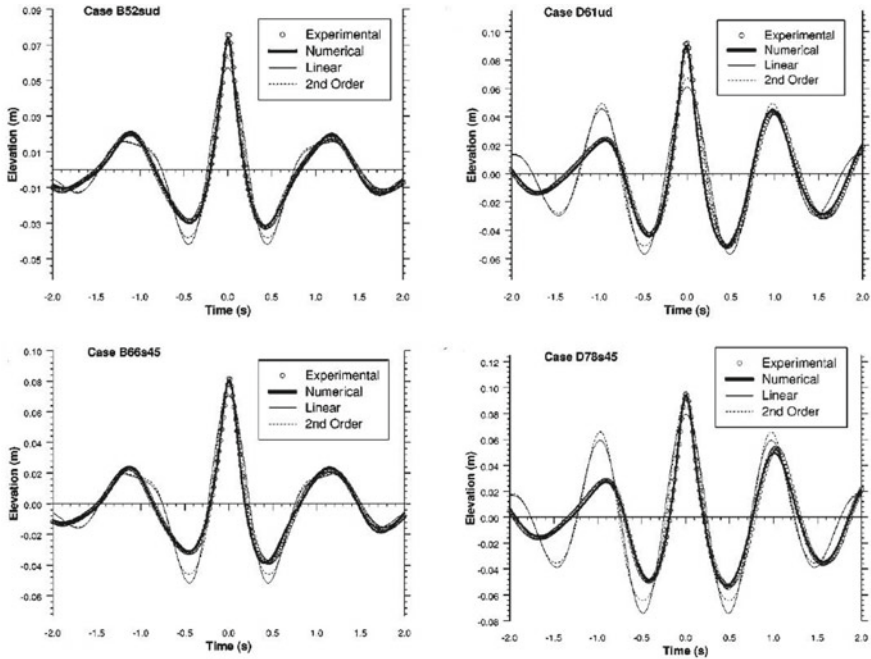 Case B52sud
Experimental
Numerical
Linear
2nd Order
Elevation (m)
0.09
0.07
0.05
0.03
0.01
-0.01
-0.03
-0.05
-2.0 -1.5 -1.0 -0.5 0.0 0.5 1.0 1.5 2.0
Time (s)
Case D61ud
Experimental
Numerical
Linear
2nd Order
Elevation (m)
0.10
0.08
0.06
0.04
0.02
0.00
-0.02
-0.04
-0.06
-2.0 -1.5 -1.0 -0.5 0.0 0.5 1.0 1.5 2.0
Time (s)
Case B66s45
Experimental
Numerical
Linear
2nd Order
Elevation (m)
0.10
0.08
0.06
0.04
0.02
0.00
-0.02
-0.04
-0.06
-2.0 -1.5 -1.0 -0.5 0.0 0.5 1.0 1.5 2.0
Time (s)
Case D78s45
Experimental
Numerical
Linear
2nd Order
Elevation (m)
0.12
0.10
0.08
0.06
0.04
0.02
0.00
-0.02
-0.04
-0.06
-0.08
-2.0 -1.5 -1.0 -0.5 0.0 0.5 1.0 1.5 2.0
Time (s)